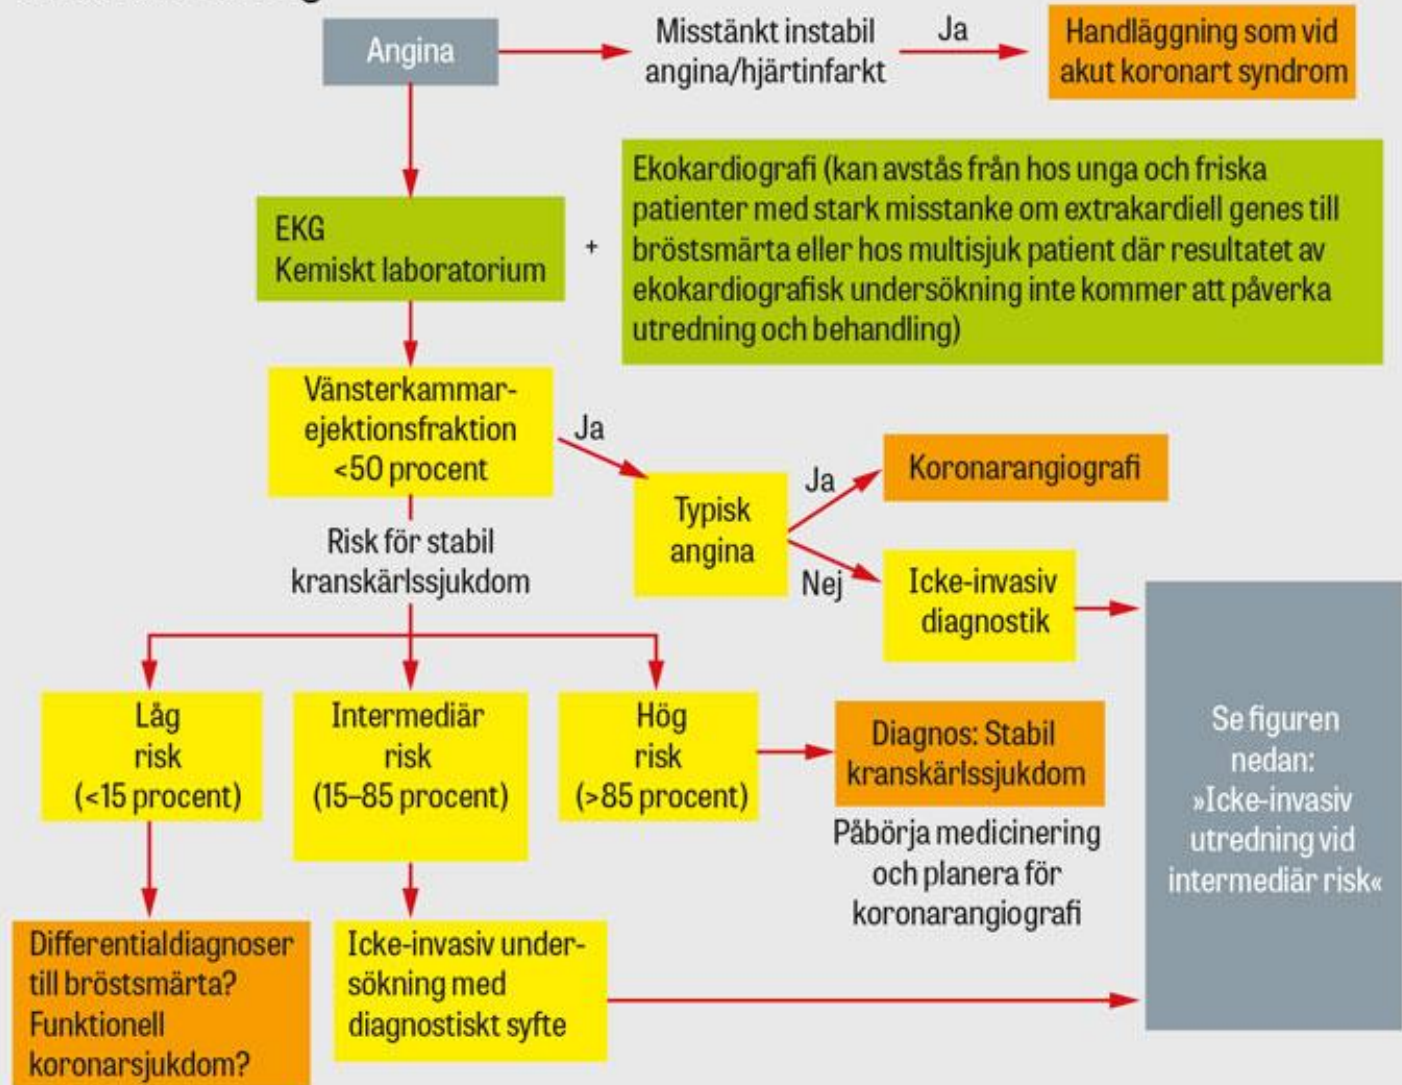 Angina
Misstänkt instabil
angina/hjärtinfarkt
Ja
Handläggning som vid
akut koronart syndrom
EKG
Kemiskt laboratorium
+
Ekokardiografi (kan avstås från hos unga och friska
patienter med stark misstanke om extrakardiell genes till
bröstsmärta eller hos multisjuk patient där resultatet av
ekokardiografisk undersökning inte kommer att påverka
utredning och behandling)
Vänsterkammar-
ejektionsfraktion
<50 procent
Ja
Typisk
angina
Ja
Koronarangiografi
Nej
Icke-invasiv
diagnostik
Risk för stabil
kranskärlssjukdom
Låg
risk
(<15 procent)
Intermediär
risk
(15–85 procent)
Hög
risk
(>85 procent)
Diagnos: Stabil
kranskärlssjukdom
Påbörja medicinering
och planera för
koronarangiografi
Se figuren
nedan:
»Icke-invasiv
utredning vid
intermediär risk«
Differentialdiagnoser
till bröstsmärta?
Funktionell
koronarsjukdom?
Icke-invasiv under-
sökning med
diagnostiskt syfte